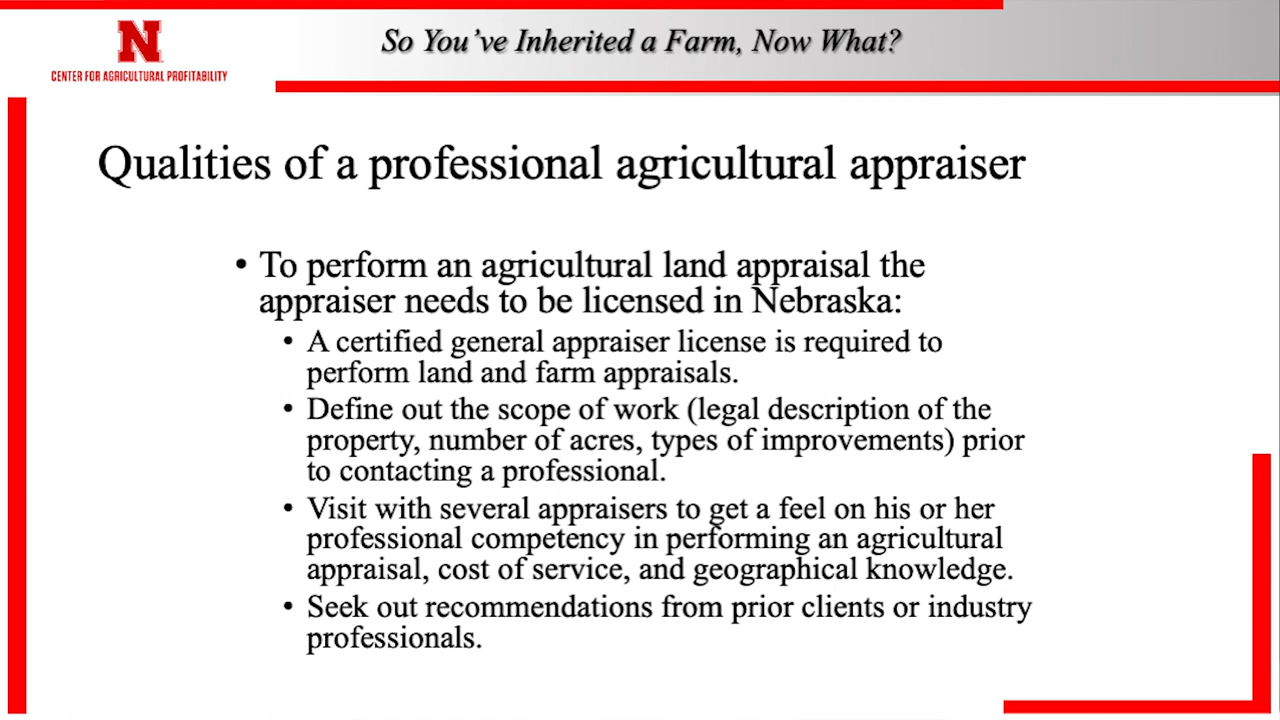 N
So You've Inherited a Farm, Now What?
CENTER FOR AGRICULTURAL PROFITABILITY
Qualities of a professional agricultural appraiser
• To perform an agricultural land appraisal the
appraiser needs to be licensed in Nebraska:
• A certified general appraiser license is required to
perform land and farm appraisals.
• Define out the scope of work (legal description of the
property, number of acres, types of improvements) prior
to contacting a professional.
• Visit with several appraisers to get a feel on his or her
professional competency in performing an agricultural
appraisal, cost of service, and geographical knowledge.
• Seek out recommendations from prior clients or industry
professionals.